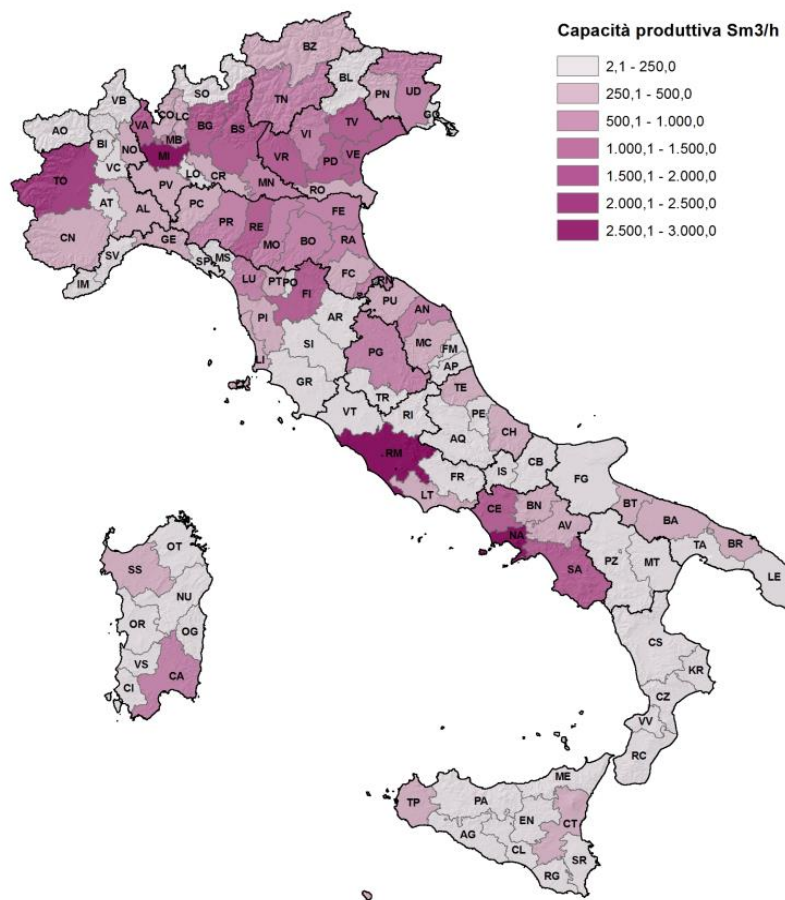 Capacità produttiva Sm3/h
2,1 - 250,0
250,1 - 500,0
500,1 - 1.000,0
1.000,1 - 1.500,0
1.500,1 - 2.000,0
2.000,1 - 2.500,0
2.500,1 - 3.000,0
BZ
SO
BL
VB
TN
PN
UD
GO
AO
VA
CO
LC
BG
BS
VI
TV
BI
NO
MB
MI
VR
PD
VE
VC
TO
LO
CR
MN
RO
PV
AT
AL
PC
PR
RE
MO
FE
BO
RA
CN
GE
SV
SP
MS
IM
LU
PT
PO
FI
FC
RN
PU
AN
PI
AR
SI
MC
FM
AP
LI
PG
GR
TE
TR
VT
RI
PE
AQ
CH
RM
FR
IS
CB
FG
LT
CE
BN
BT
BA
NA
AV
SA
PZ
MT
TA
BR
LE
OT
SS
NU
OR
OG
VS
CA
CI
CS
KR
CZ
VV
RC
ME
TP
PA
EN
CT
AG
CL
SR
RG